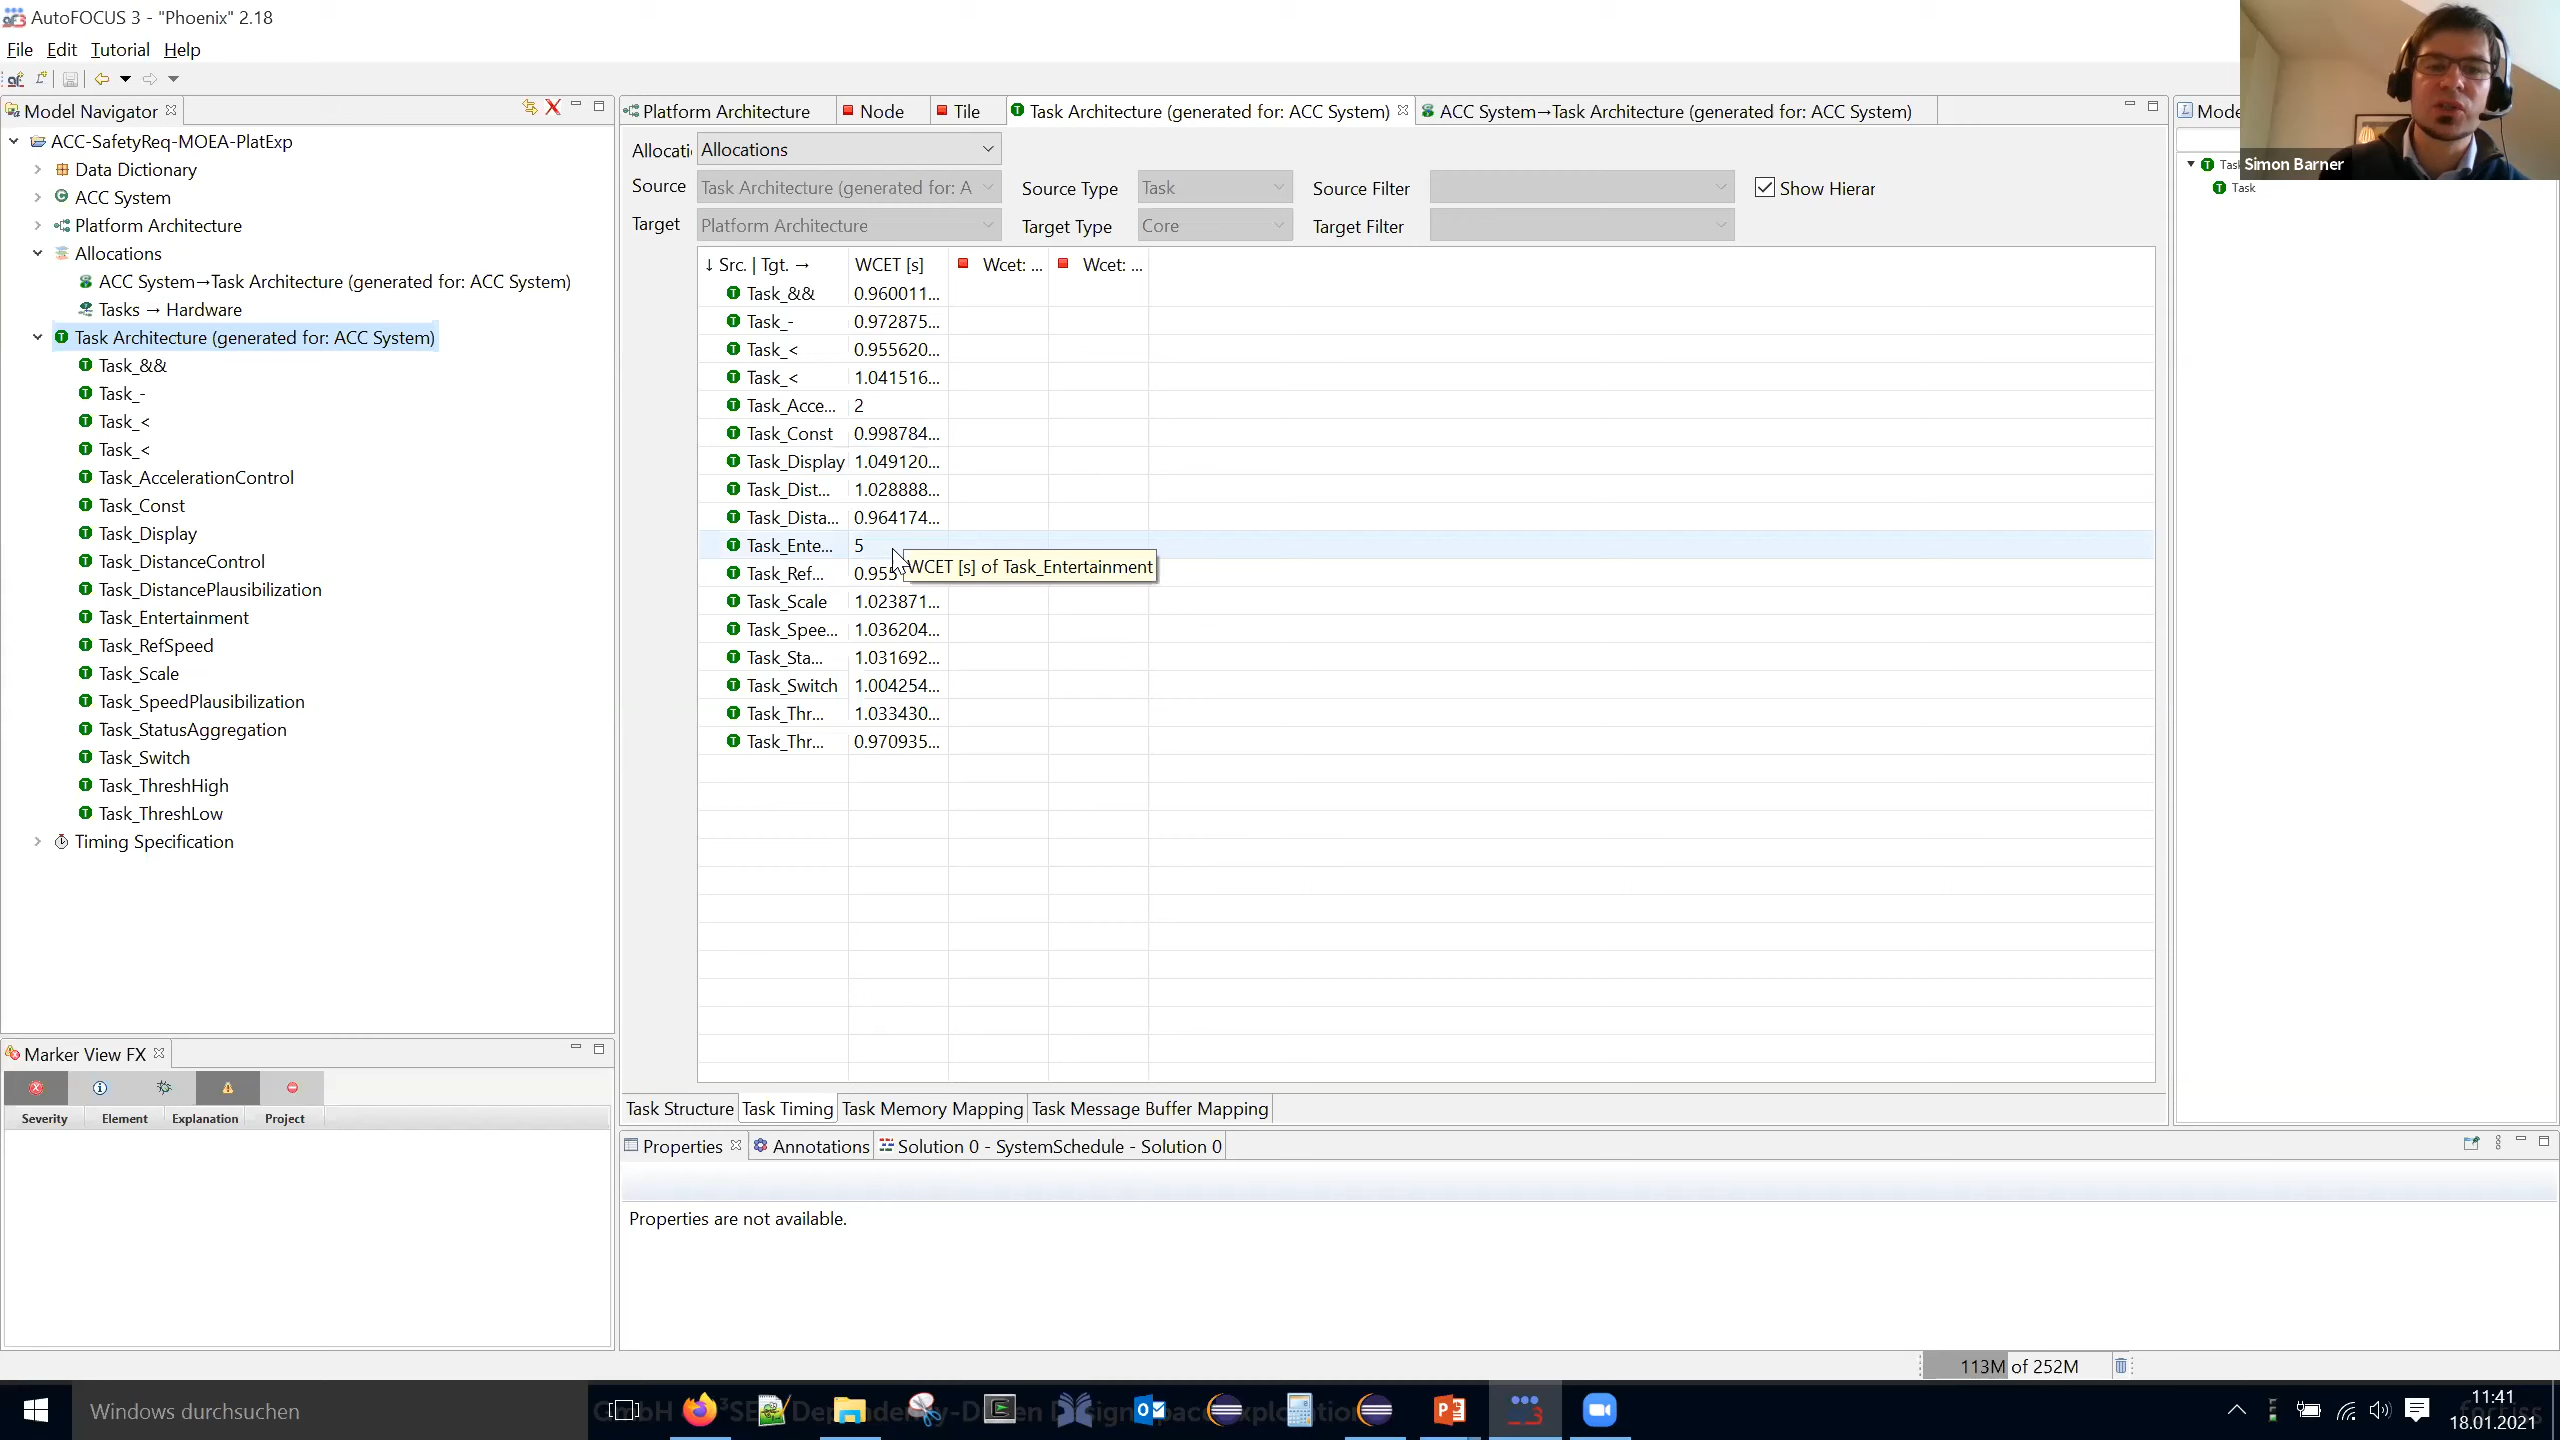 AutoFOCUS 3 - "Phoenix" 2.18
File Edit Tutorial Help
Model Navigator
ACC-SafetyReq-MOEA-PlatExp
Data Dictionary
ACC System
Platform Architecture
Allocations
ACC System→Task Architecture (generated for: ACC System)
Tasks → Hardware
Task Architecture (generated for: ACC System)
Task_&&
Task_-
Task_<
Task_<
Task_AccelerationControl
Task_Const
Task_Display
Task_DistanceControl
Task_DistancePlausibilization
Task_Entertainment
Task_RefSpeed
Task_Scale
Task_SpeedPlausibilization
Task_StatusAggregation
Task_Switch
Task_ThreshHigh
Task_ThreshLow
Timing Specification
Marker View FX
Severity Element Explanation Project
Platform Architecture Node Tile Task Architecture (generated for: ACC System) ACC System→Task Architecture (generated for: ACC System)
Allocati Allocations
Source Task Architecture (generated for: A Source Type Task Source Filter Show Hierar
Target Platform Architecture Target Type Core Target Filter
↓ Src. | Tgt. → WCET [s] Wcet: ... Wcet: ...
Task_&& 0.960011...
Task_- 0.972875...
Task_< 0.955620...
Task_< 1.041516...
Task_Acce... 2
Task_Const 0.998784...
Task_Display 1.049120...
Task_Dist... 1.028888...
Task_Dista... 0.964174...
Task_Ente... 5
WCET [s] of Task_Entertainment
Task_Ref... 0.955
Task_Scale 1.023871...
Task_Spee... 1.036204...
Task_Sta... 1.031692...
Task_Switch 1.004254...
Task_Thr... 1.033430...
Task_Thr... 0.970935...
Task Structure Task Timing Task Memory Mapping Task Message Buffer Mapping
Properties Annotations Solution 0 - SystemSchedule - Solution 0
Properties are not available.
Mode
Simon Barner
Task
Task
113M of 252M
Windows durchsuchen
11:41
18.01.2021